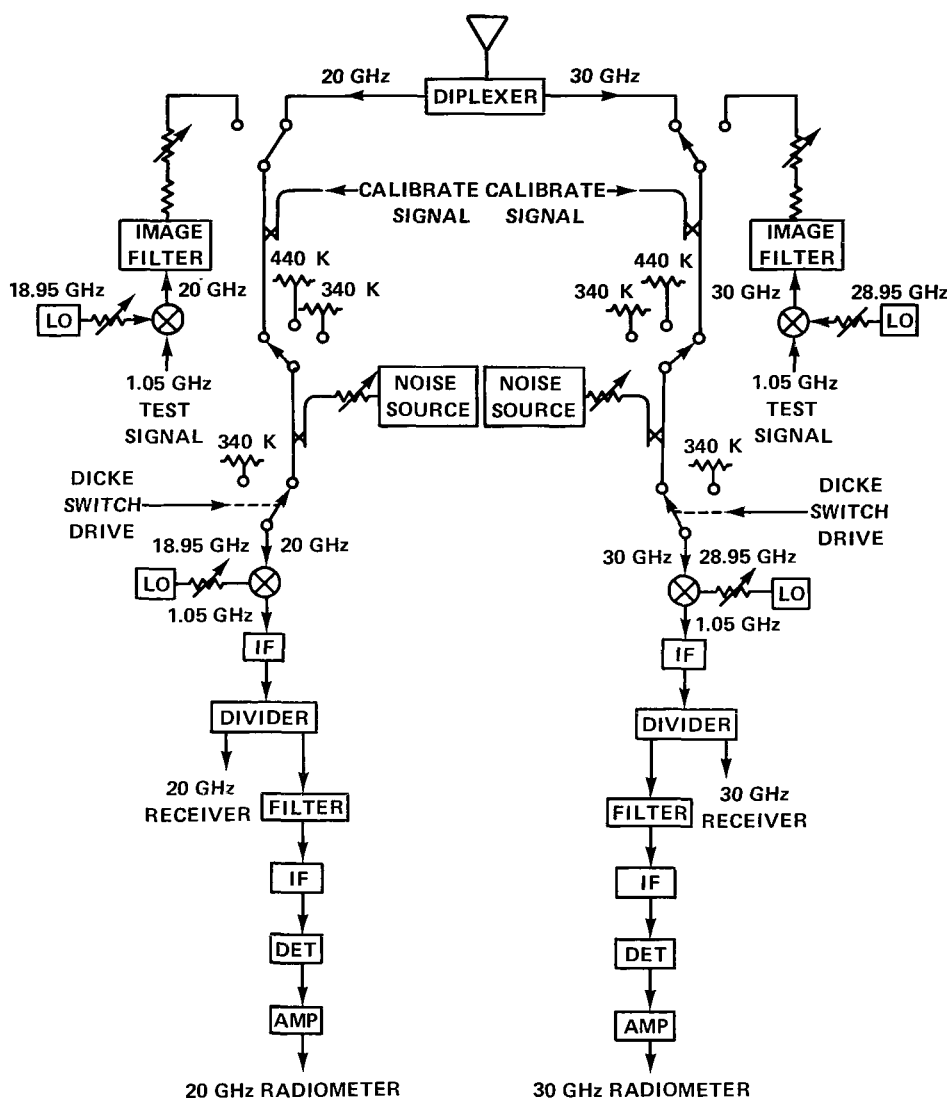 20 GHz
30 GHz
DIPLEXER
CALIBRATE SIGNAL
CALIBRATE SIGNAL
IMAGE FILTER
IMAGE FILTER
440 K
340 K
440 K
340 K
18.95 GHz
20 GHz
LO
30 GHz
28.95 GHz
LO
1.05 GHz
TEST
SIGNAL
1.05 GHz
TEST
SIGNAL
NOISE SOURCE
NOISE SOURCE
340 K
340 K
DICKE
SWITCH
DRIVE
DICKE
SWITCH
DRIVE
18.95 GHz
20 GHz
LO
1.05 GHz
30 GHz
28.95 GHz
LO
1.05 GHz
IF
IF
DIVIDER
DIVIDER
20 GHz
RECEIVER
30 GHz
RECEIVER
FILTER
FILTER
IF
IF
DET
DET
AMP
AMP
20 GHz RADIOMETER
30 GHz RADIOMETER